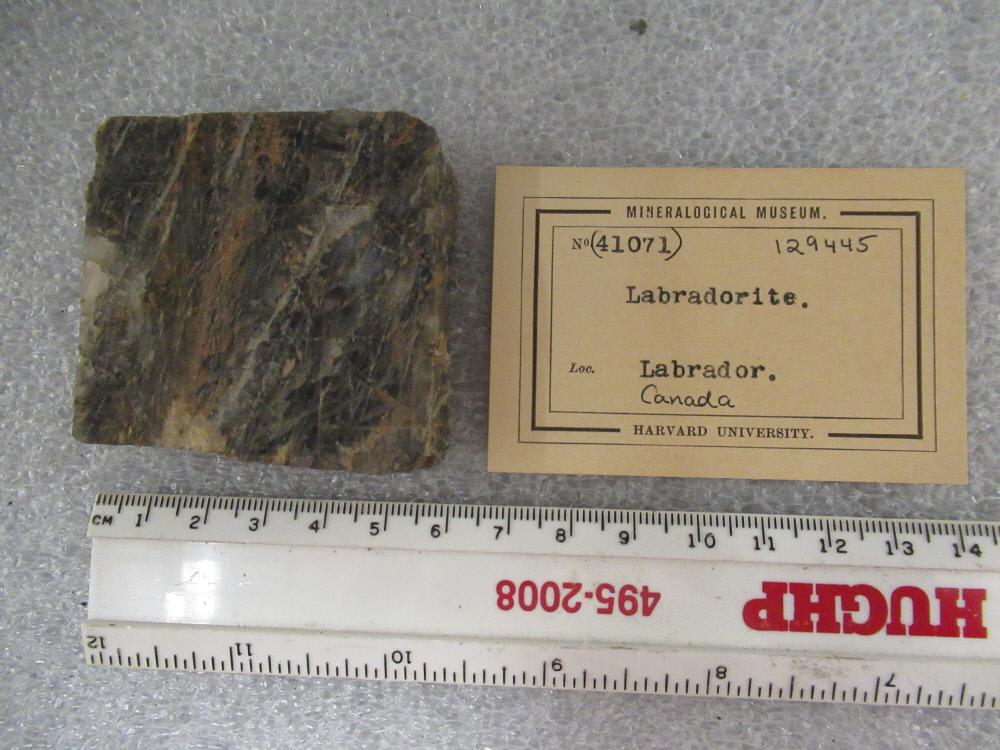 MINERALOGICAL MUSEUM.
No (41071) 129445
Labradorite.
Loc. Labrador.
Canada
HARVARD UNIVERSITY.
CM 1 2 3 4 5 6 7 8 9 10 11 12 13 14
495-2008 HUGHP
12 11 10 9 8 7